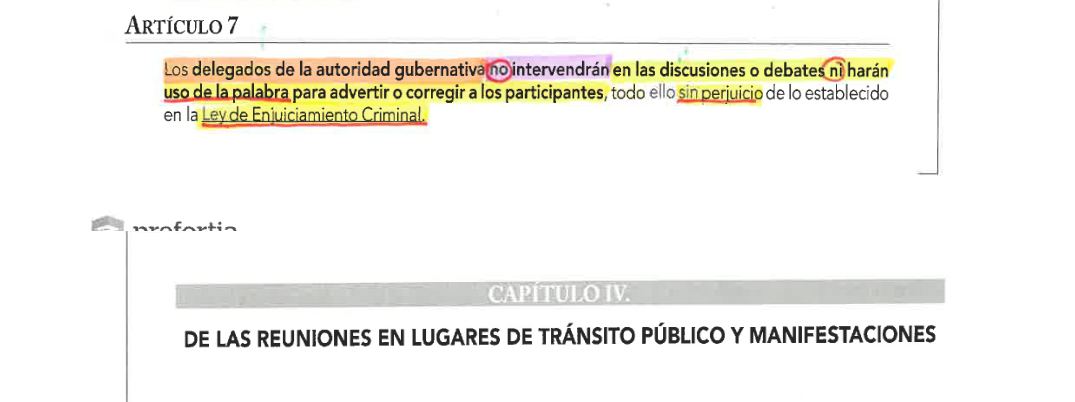 ARTÍCULO 7
Los delegados de la autoridad gubernativa no intervendrán en las discusiones o debates ni harán
uso de la palabra para advertir o corregir a los participantes, todo ello sin perjuicio de lo establecido
en la Ley de Enjuiciamiento Criminal.
profortia
CAPÍTULO IV.
DE LAS REUNIONES EN LUGARES DE TRÁNSITO PÚBLICO Y MANIFESTACIONES